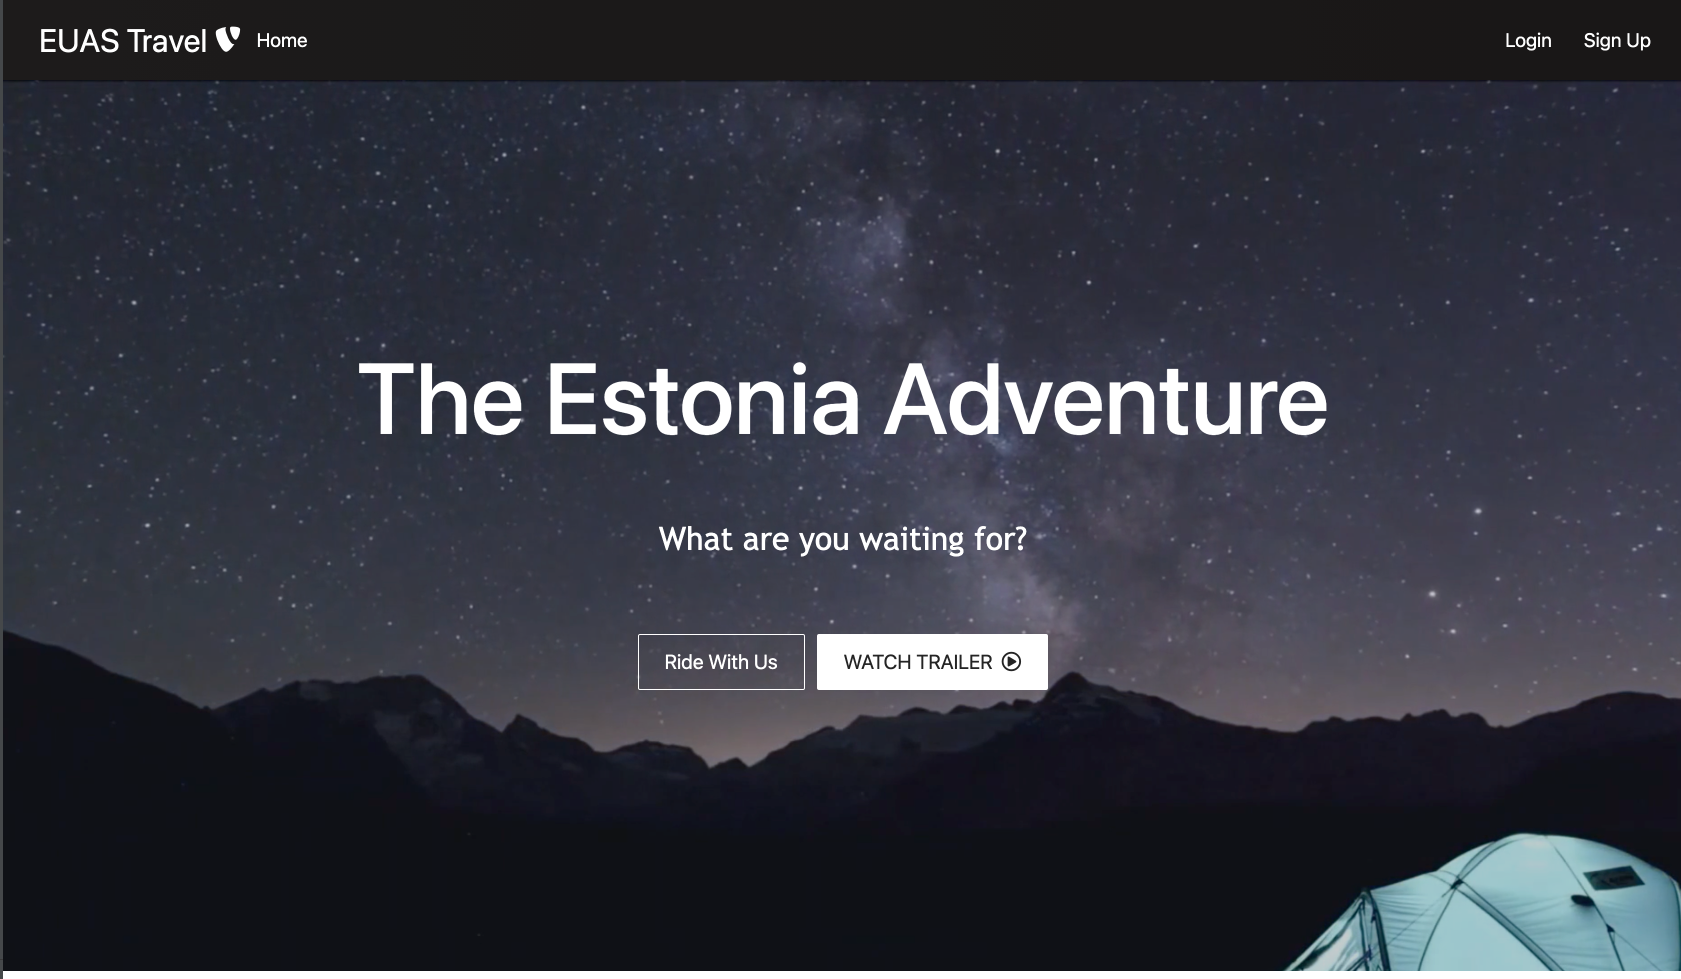 EUAS Travel Home Login Sign Up
The Estonia Adventure
What are you waiting for?
Ride With Us WATCH TRAILER